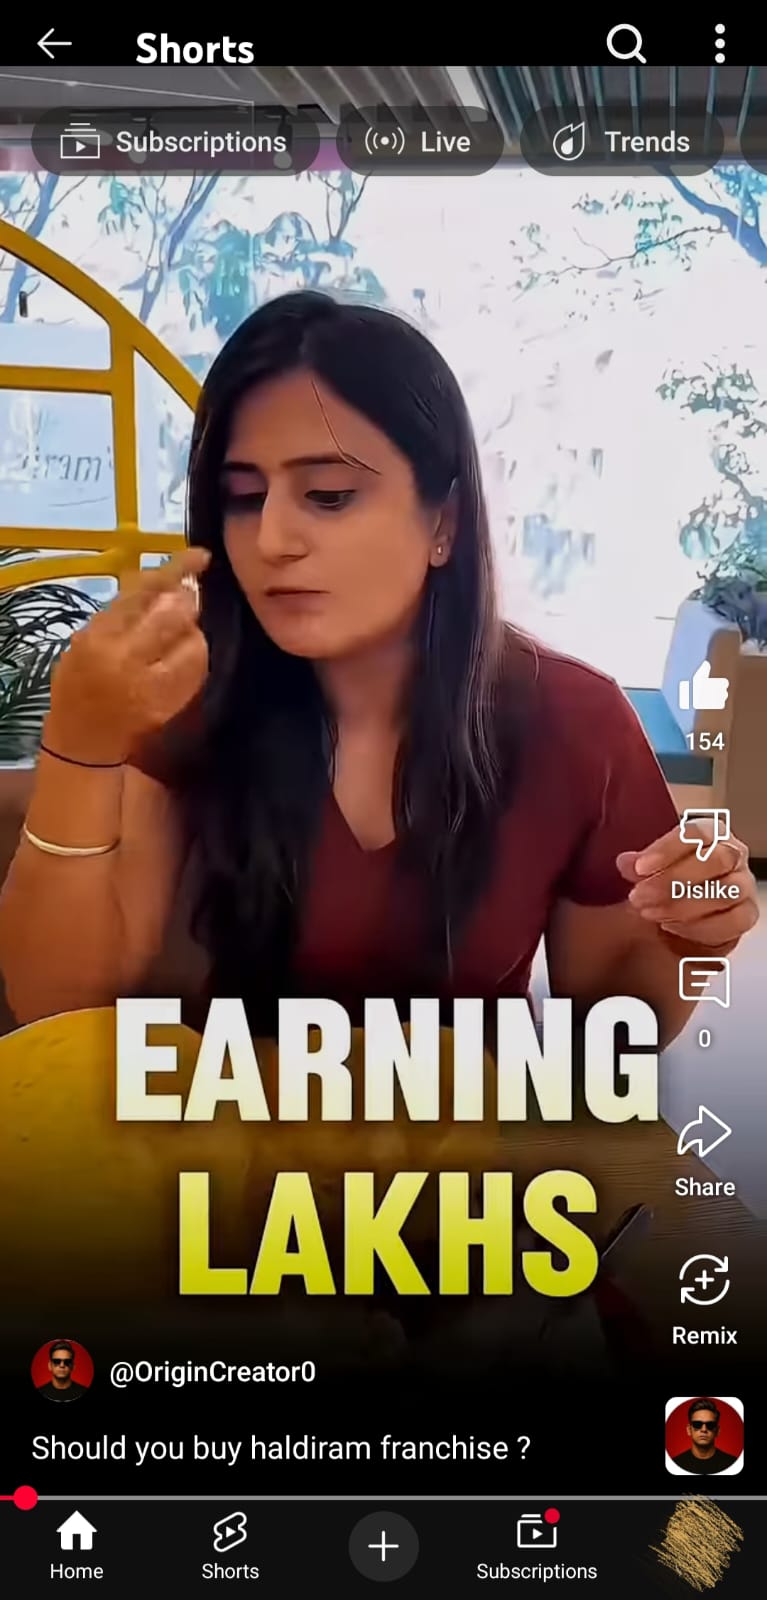 Shorts
Subscriptions
Live
Trends
154
Dislike
0
Share
Remix
EARNING
LAKHS
@OriginCreator0
Should you buy haldiram franchise ?
Home
Shorts
Subscriptions